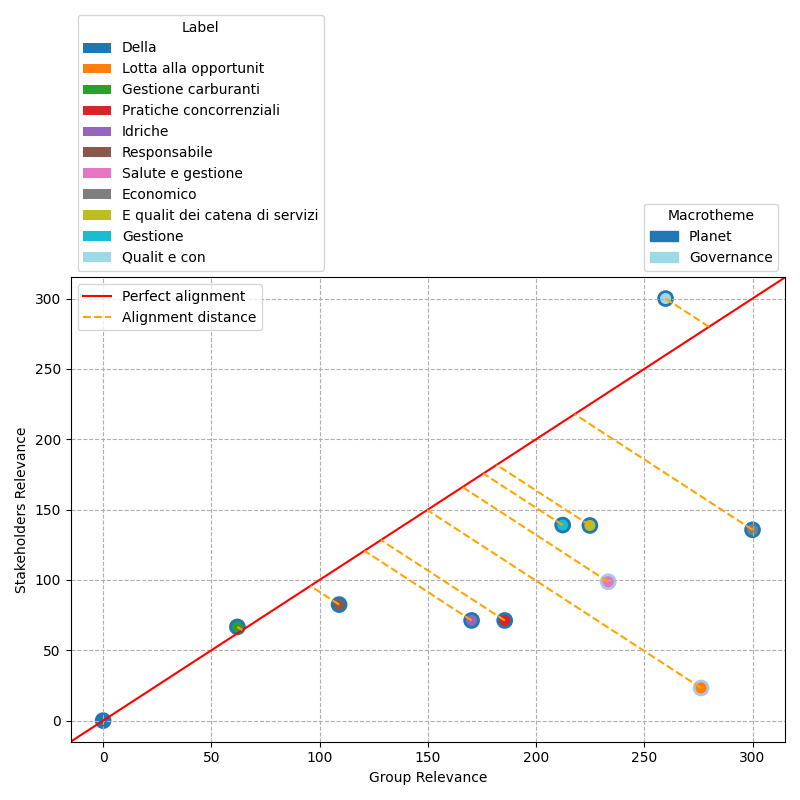 Label
Della
Lotta alla opportunit
Gestione carburanti
Pratiche concorrenziali
Idriche
Responsabile
Salute e gestione
Economico
E qualit dei catena di servizi
Gestione
Qualit e con
Macrotheme
Planet
Governance
Perfect alignment
Alignment distance
300
250
200
150
100
50
0
Stakeholders Relevance
0 50 100 150 200 250 300
Group Relevance